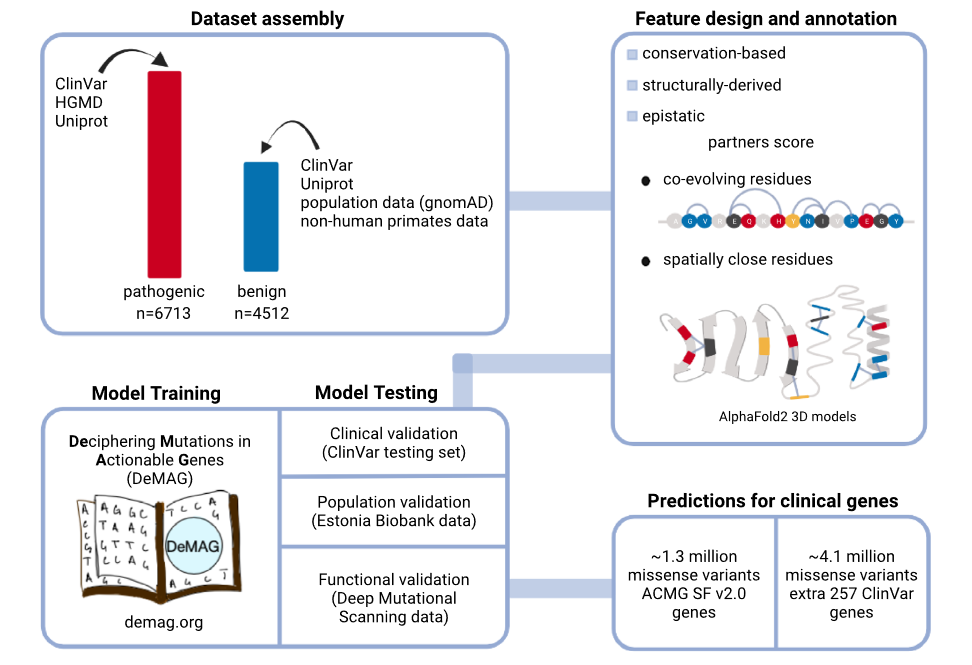 Dataset assembly
ClinVar
HGMD
Uniprot
ClinVar
Uniprot
population data (gnomAD)
non-human primates data
pathogenic
n=6713
benign
n=4512
Feature design and annotation
conservation-based
structurally-derived
epistatic
partners score
co-evolving residues
G V E Q H Y N I V P E G Y
spatially close residues
AlphaFold2 3D models
Model Training
Deciphering Mutations in
Actionable Genes
(DeMAG)
DeMAG
demag.org
Model Testing
Clinical validation
(ClinVar testing set)
Population validation
(Estonia Biobank data)
Functional validation
(Deep Mutational
Scanning data)
Predictions for clinical genes
~1.3 million
missense variants
ACMG SF v2.0
genes
~4.1 million
missense variants
extra 257 ClinVar
genes